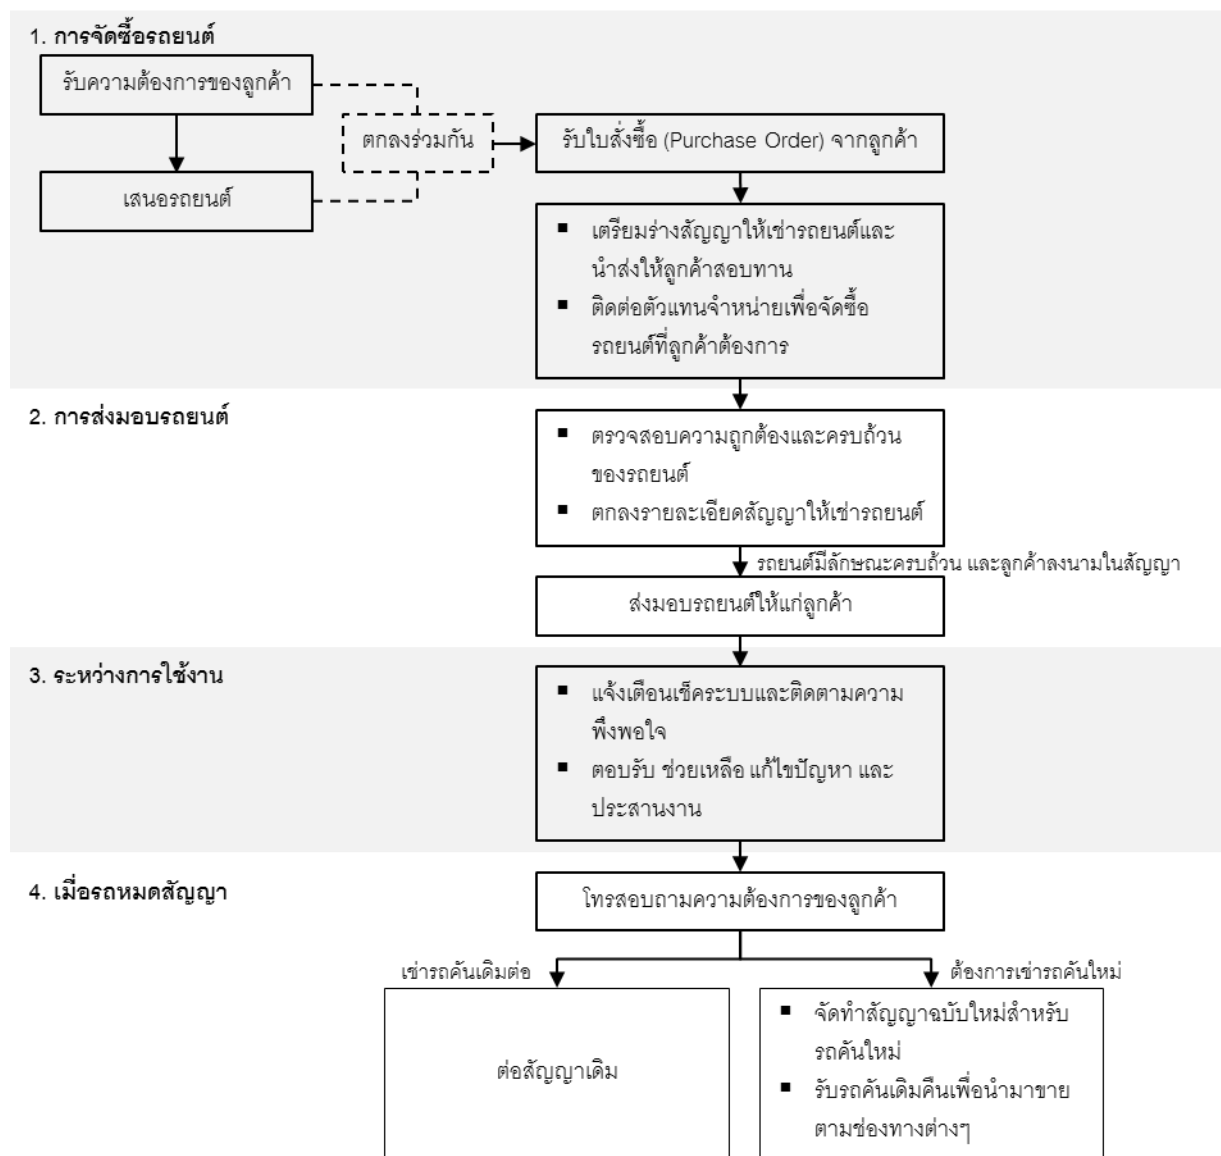 1. การจัดซื้อรถยนต์
รับความต้องการของลูกค้า
ตกลงร่วมกัน
รับใบสั่งซื้อ (Purchase Order) จากลูกค้า
เสนอรถยนต์
■ เตรียมร่างสัญญาให้เช่ารถยนต์และ
นำส่งให้ลูกค้าสอบทาน
■ ติดต่อตัวแทนจำหน่ายเพื่อจัดซื้อ
รถยนต์ที่ลูกค้าต้องการ
2. การส่งมอบรถยนต์
■ ตรวจสอบความถูกต้องและครบถ้วน
ของรถยนต์
■ ตกลงรายละเอียดสัญญาให้เช่ารถยนต์
รถยนต์มีลักษณะครบถ้วน และลูกค้าลงนามในสัญญา
ส่งมอบรถยนต์ให้แก่ลูกค้า
3. ระหว่างการใช้งาน
■ แจ้งเตือนเช็คระบบและติดตามความ
พึงพอใจ
■ ตอบรับ ช่วยเหลือ แก้ไขปัญหา และ
ประสานงาน
4. เมื่อรถหมดสัญญา
โทรสอบถามความต้องการของลูกค้า
เช่ารถคันเดิมต่อ
ต้องการเช่ารถคันใหม่
ต่อสัญญาเดิม
■ จัดทำสัญญาฉบับใหม่สำหรับ
รถคันใหม่
■ รับรถคันเดิมคืนเพื่อนำมาขาย
ตามช่องทางต่างๆ